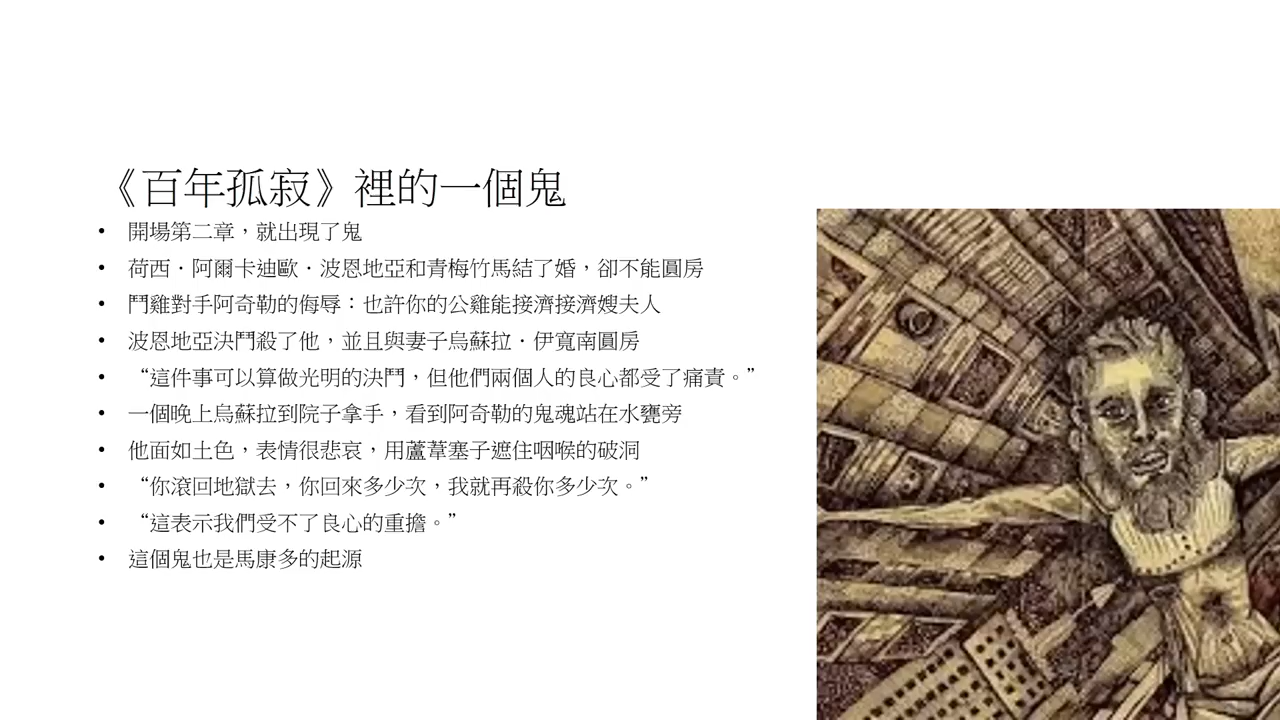 《百年孤寂》裡的一個鬼
• 開場第二章，就出現了鬼
• 荷西．阿爾卡迪歐．波恩地亞和青梅竹馬結了婚，卻不能圓房
• 鬥雞對手阿奇勒的侮辱：也許你的公雞能接濟接濟嫂夫人
• 波恩地亞決鬥殺了他，並且與妻子烏蘇拉．伊寬南圓房
• “這件事可以算做光明的決鬥，但他們兩個人的良心都受了痛責。”
• 一個晚上烏蘇拉到院子拿手，看到阿奇勒的鬼魂站在水甕旁
• 他面如土色，表情很悲哀，用蘆葦塞子遮住咽喉的破洞
• “你滾回地獄去，你回來多少次，我就再殺你多少次。”
• “這表示我們受不了良心的重擔。”
• 這個鬼也是馬康多的起源